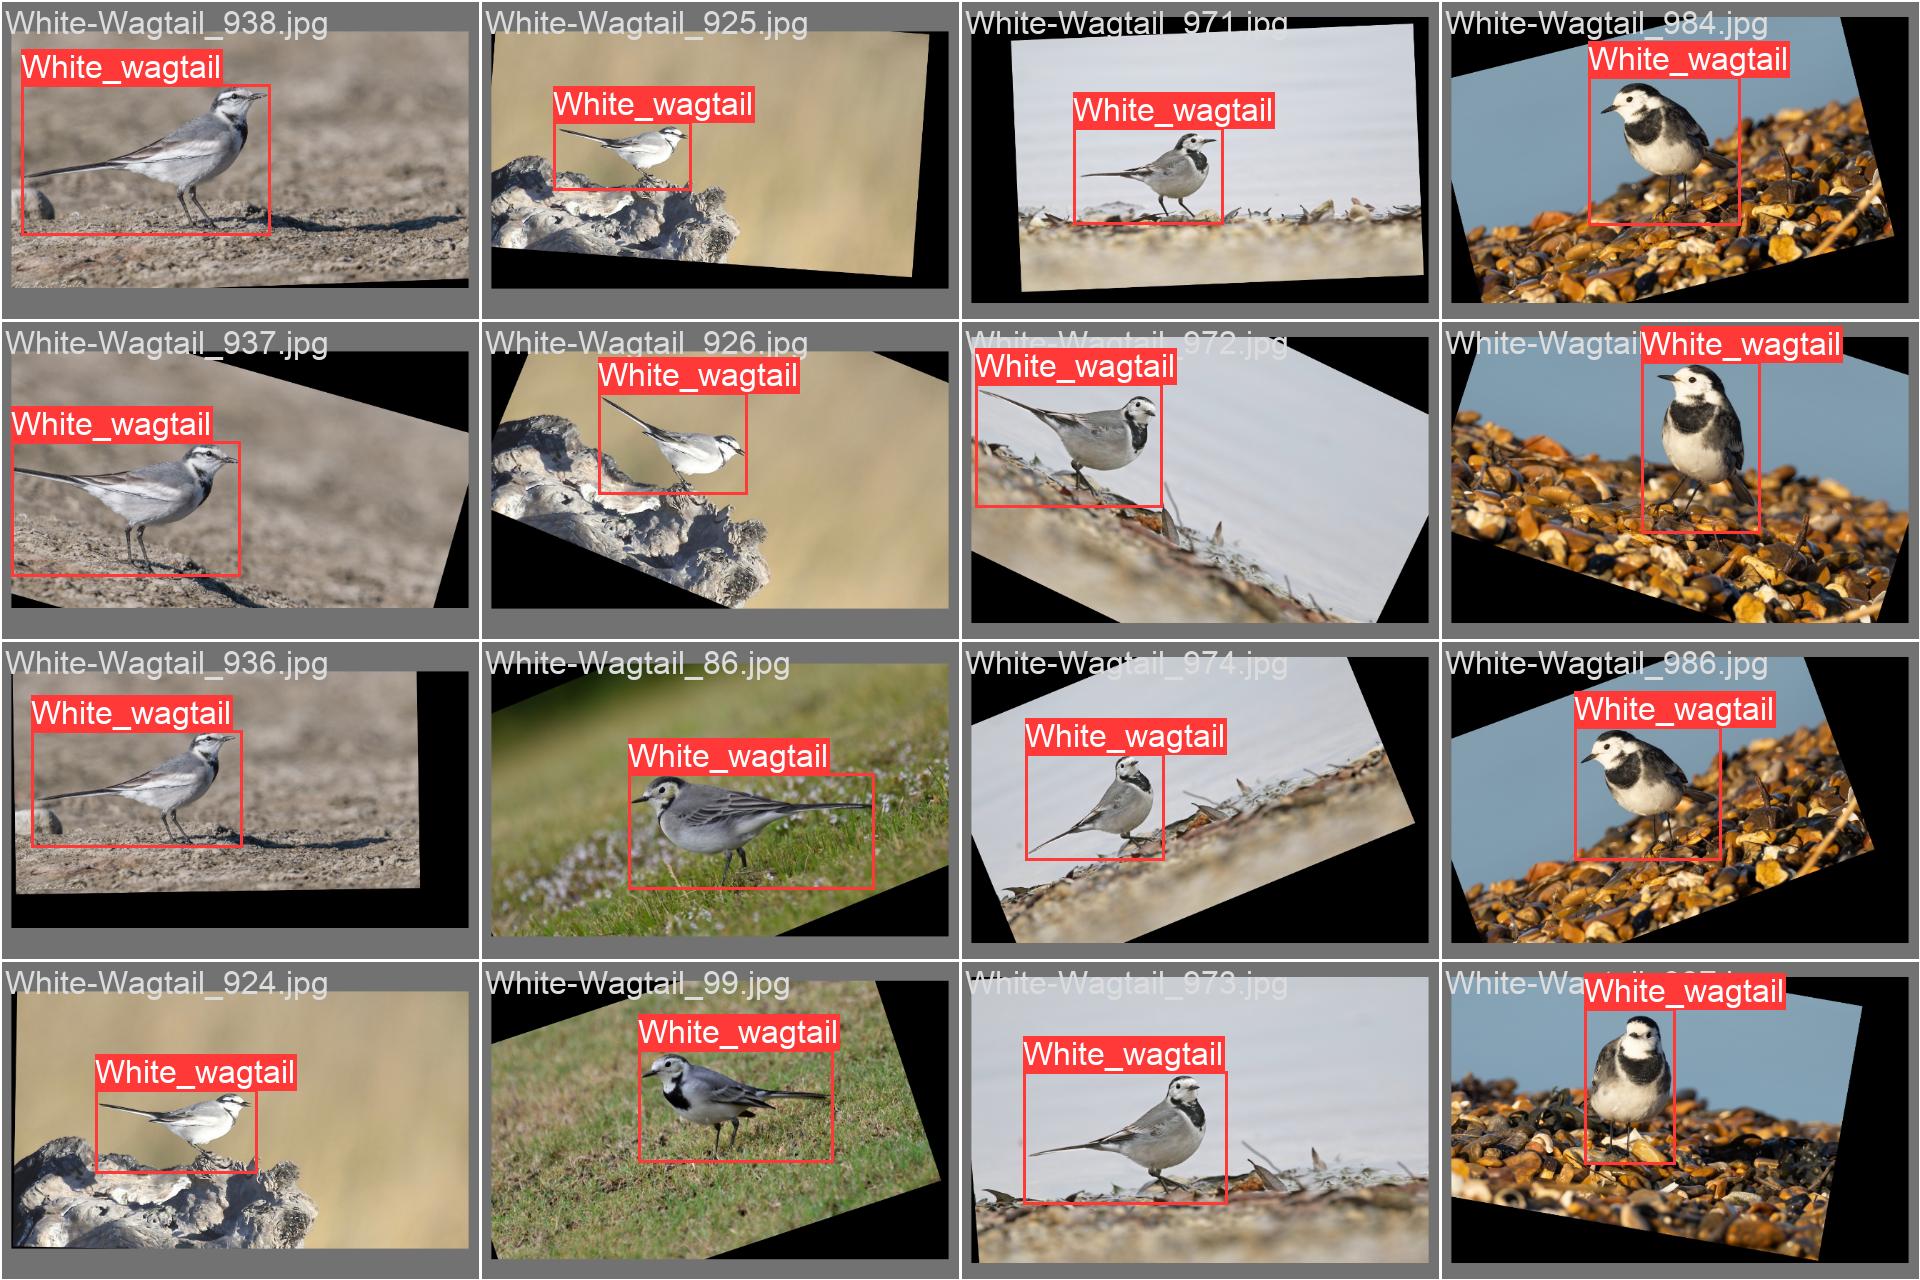 White-Wagtail_938.jpg
White_wagtail
White-Wagtail_925.jpg
White_wagtail
White-Wagtail_971.jpg
White_wagtail
White-Wagtail_984.jpg
White_wagtail
White-Wagtail_937.jpg
White_wagtail
White-Wagtail_926.jpg
White_wagtail
White-Wagtail_972.jpg
White_wagtail
White-Wagtail
White_wagtail
White-Wagtail_936.jpg
White_wagtail
White-Wagtail_86.jpg
White_wagtail
White-Wagtail_974.jpg
White_wagtail
White-Wagtail_986.jpg
White_wagtail
White-Wagtail_924.jpg
White_wagtail
White-Wagtail_99.jpg
White_wagtail
White-Wagtail_973.jpg
White_wagtail
White-Wa
White_wagtail